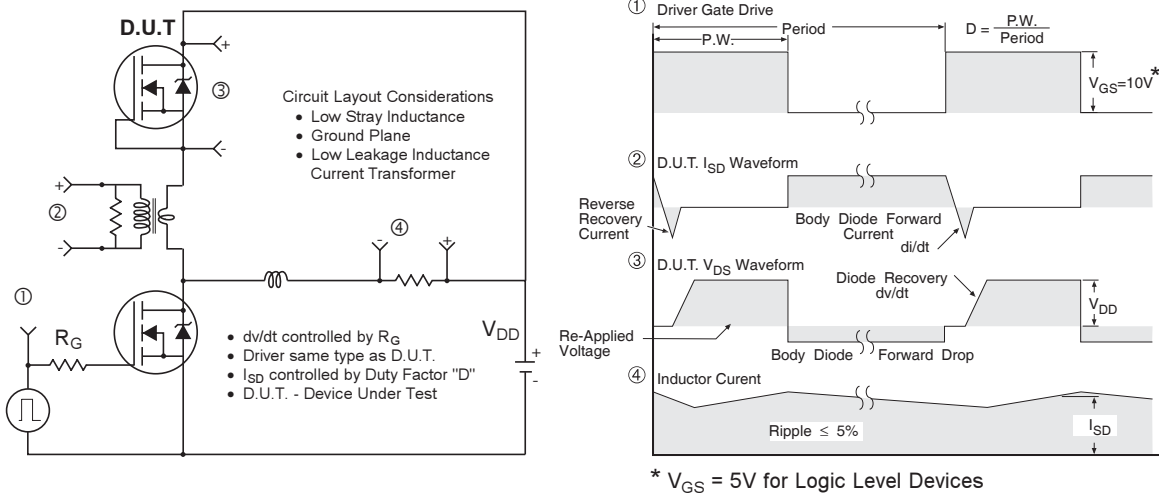 D.U.T
+
③
-
Circuit Layout Considerations
• Low Stray Inductance
• Ground Plane
• Low Leakage Inductance
Current Transformer
+
②
-
④
-
+
①
R_G
V_DD
+
-
• dv/dt controlled by R_G
• Driver same type as D.U.T.
• I_SD controlled by Duty Factor "D"
• D.U.T. - Device Under Test
① Driver Gate Drive
P.W.
Period
D = P.W. / Period
V_GS=10V*
② D.U.T. I_SD Waveform
Reverse
Recovery
Current
Body Diode Forward
Current
di/dt
③ D.U.T. V_DS Waveform
Diode Recovery
dv/dt
V_DD
Re-Applied
Voltage
Body Diode Forward Drop
④ Inductor Curent
Ripple ≤ 5%
I_SD
* V_GS = 5V for Logic Level Devices